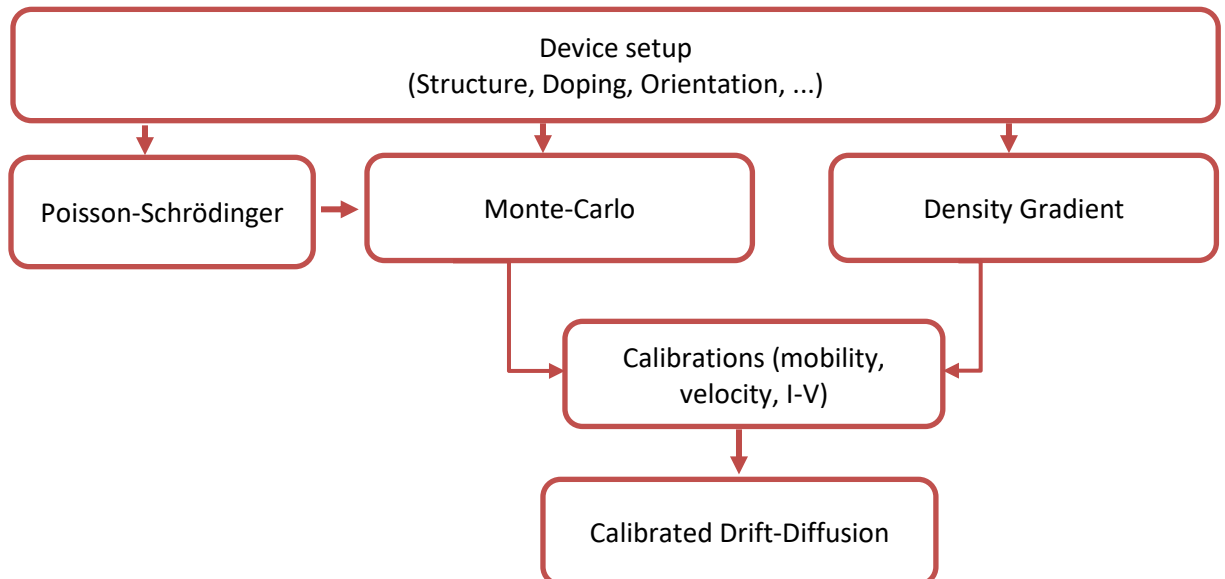 Device setup
(Structure, Doping, Orientation, ...)
Poisson-Schrödinger
Monte-Carlo
Density Gradient
Calibrations (mobility,
velocity, I-V)
Calibrated Drift-Diffusion